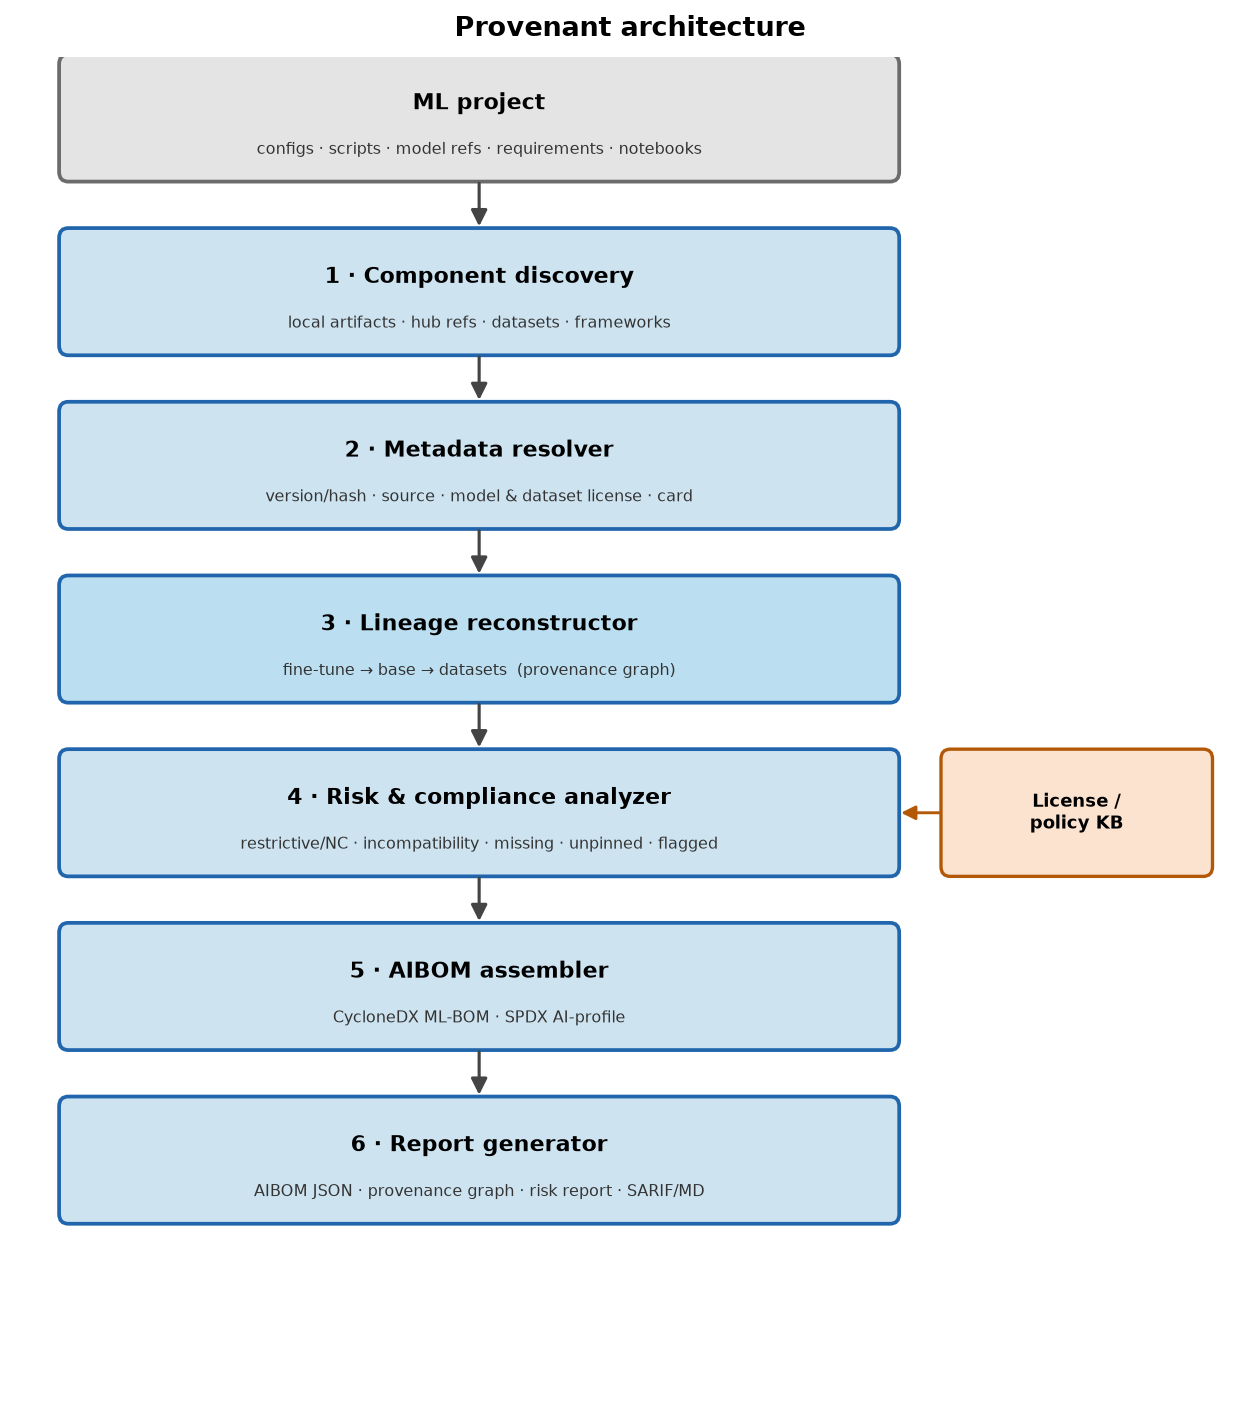 Provenant architecture
ML project
configs · scripts · model refs · requirements · notebooks
1 · Component discovery
local artifacts · hub refs · datasets · frameworks
2 · Metadata resolver
version/hash · source · model & dataset license · card
3 · Lineage reconstructor
fine-tune → base → datasets  (provenance graph)
4 · Risk & compliance analyzer
restrictive/NC · incompatibility · missing · unpinned · flagged
License /
policy KB
5 · AIBOM assembler
CycloneDX ML-BOM · SPDX AI-profile
6 · Report generator
AIBOM JSON · provenance graph · risk report · SARIF/MD